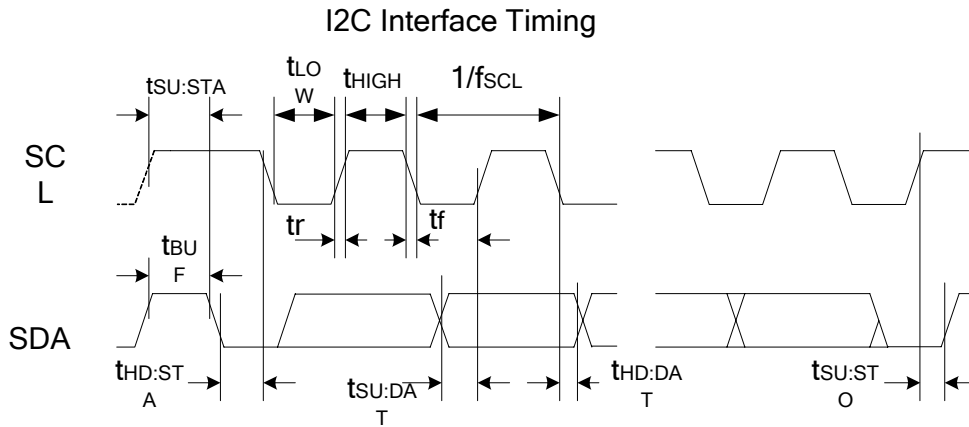 I2C Interface Timing
tSU:STA
tLO
W
tHIGH
1/fSCL
SC
L
tr
tf
tBU
F
SDA
tHD:ST
A
tSU:DA
T
tHD:DA
T
tSU:ST
O